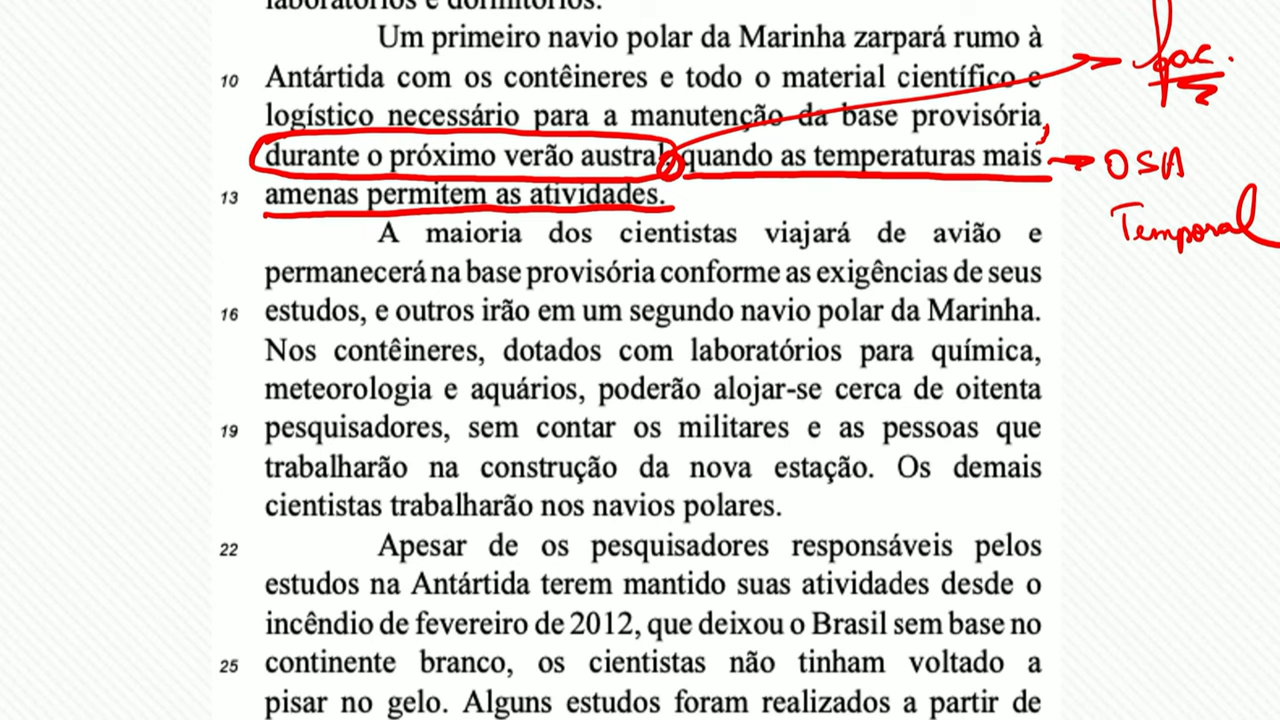 laboratórios e dormitórios.
Um primeiro navio polar da Marinha zarpará rumo à
10 Antártida com os contêineres e todo o material científico e
logístico necessário para a manutenção da base provisória,
durante o próximo verão austral, quando as temperaturas mais
13 amenas permitem as atividades.
fac.
OSA
Temporal
A maioria dos cientistas viajará de avião e
permanecerá na base provisória conforme as exigências de seus
16 estudos, e outros irão em um segundo navio polar da Marinha.
Nos contêineres, dotados com laboratórios para química,
meteorologia e aquários, poderão alojar-se cerca de oitenta
19 pesquisadores, sem contar os militares e as pessoas que
trabalharão na construção da nova estação. Os demais
cientistas trabalharão nos navios polares.
22 Apesar de os pesquisadores responsáveis pelos
estudos na Antártida terem mantido suas atividades desde o
incêndio de fevereiro de 2012, que deixou o Brasil sem base no
25 continente branco, os cientistas não tinham voltado a
pisar no gelo. Alguns estudos foram realizados a partir de